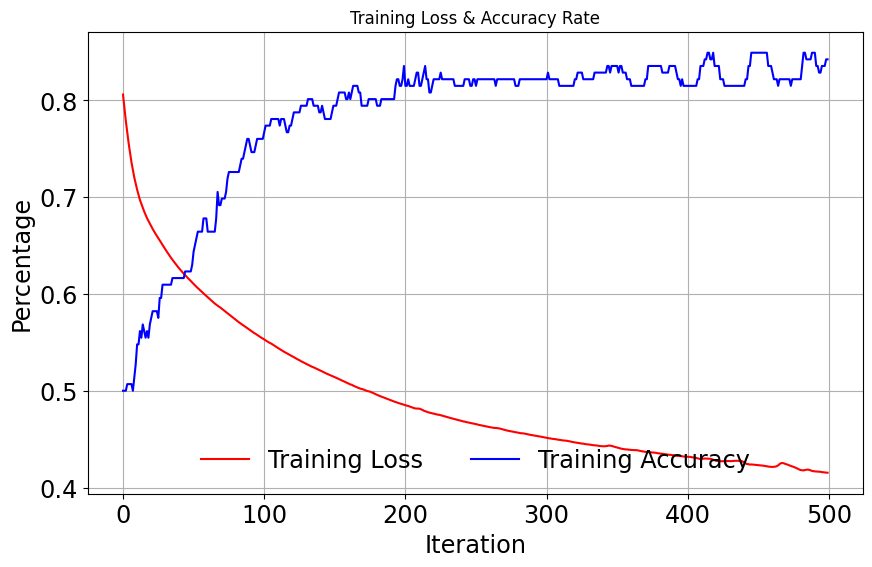 Training Loss & Accuracy Rate
Percentage
0.8
0.7
0.6
0.5
0.4
Training Loss Training Accuracy
0 100 200 300 400 500
Iteration